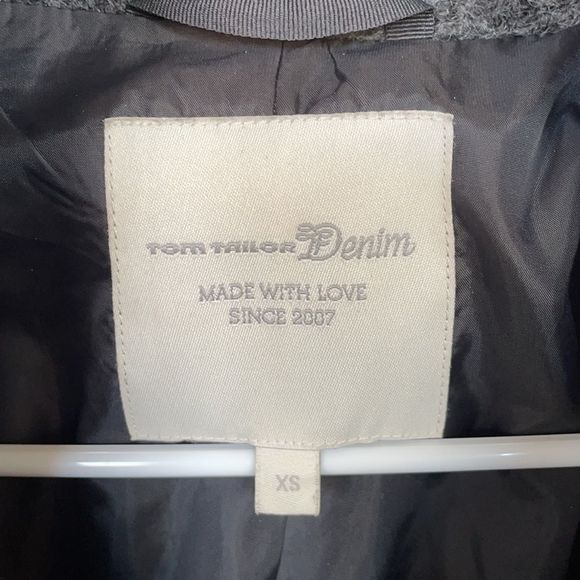 TOM TAILOR Denim
MADE WITH LOVE
SINCE 2007
XS